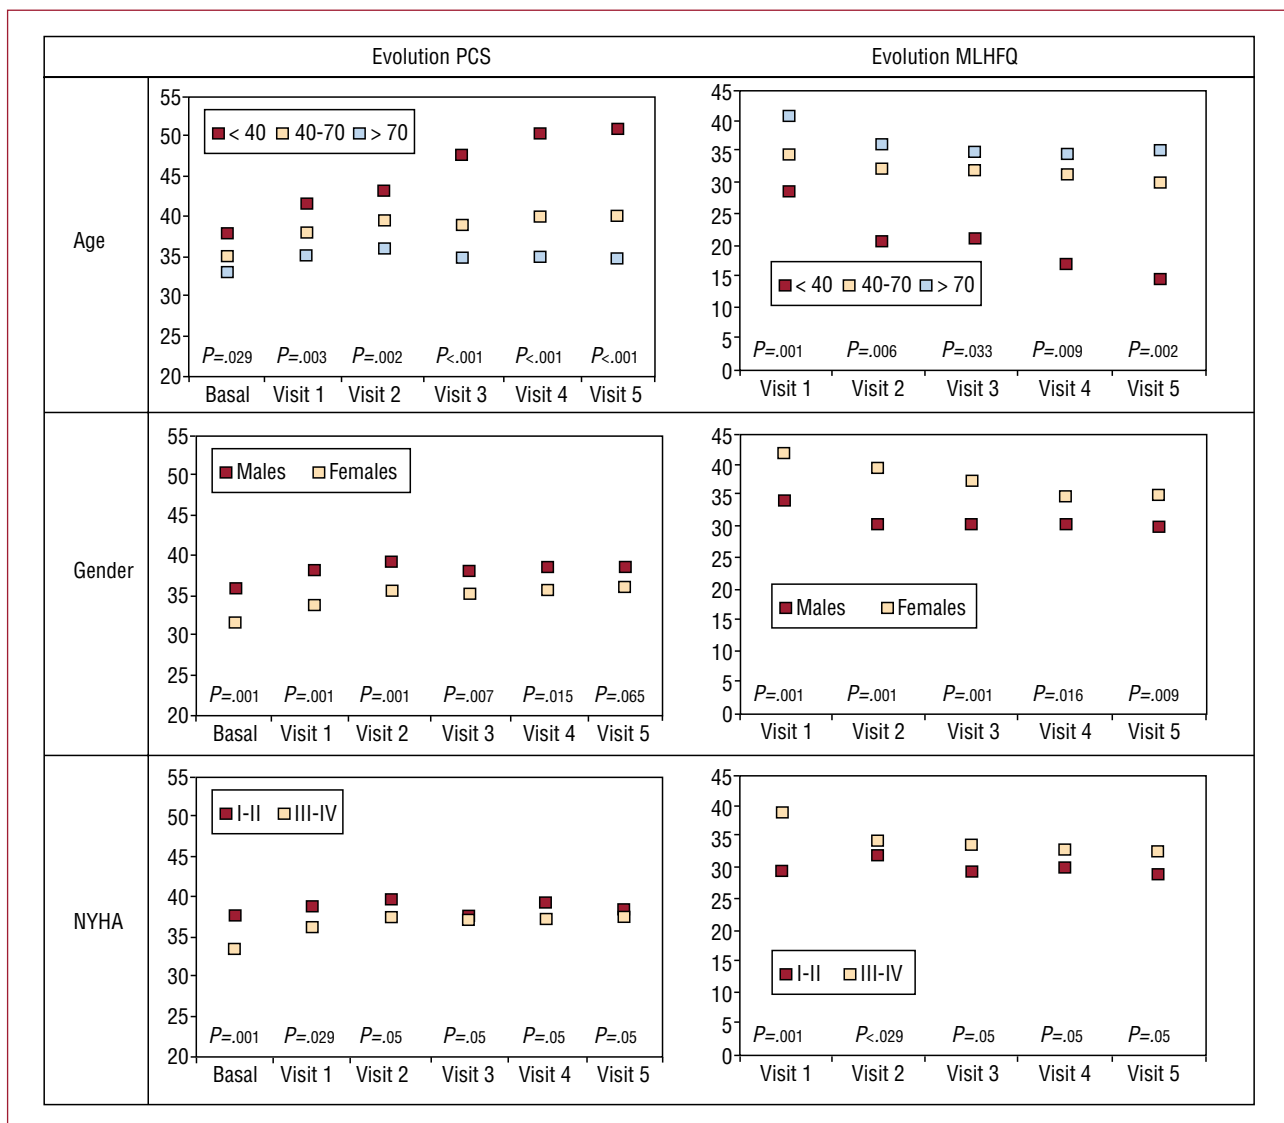 Evolution PCS Evolution MLHFQ
Age
55
50
45
40
35
30
25
20
< 40 40-70 > 70
P=.029 P=.003 P=.002 P<.001 P<.001 P<.001
Basal Visit 1 Visit 2 Visit 3 Visit 4 Visit 5
45
40
35
30
25
20
15
10
5
0
< 40 40-70 > 70
P=.001 P=.006 P=.033 P=.009 P=.002
Visit 1 Visit 2 Visit 3 Visit 4 Visit 5
Gender
55
50
45
40
35
30
25
20
Males Females
P=.001 P=.001 P=.001 P=.007 P=.015 P=.065
Basal Visit 1 Visit 2 Visit 3 Visit 4 Visit 5
45
40
35
30
25
20
15
10
5
0
Males Females
P=.001 P=.001 P=.001 P=.016 P=.009
Visit 1 Visit 2 Visit 3 Visit 4 Visit 5
NYHA
55
50
45
40
35
30
25
20
I-II III-IV
P=.001 P=.029 P=.05 P=.05 P=.05 P=.05
Basal Visit 1 Visit 2 Visit 3 Visit 4 Visit 5
45
40
35
30
25
20
15
10
5
0
I-II III-IV
P=.001 P<.029 P=.05 P=.05 P=.05
Visit 1 Visit 2 Visit 3 Visit 4 Visit 5